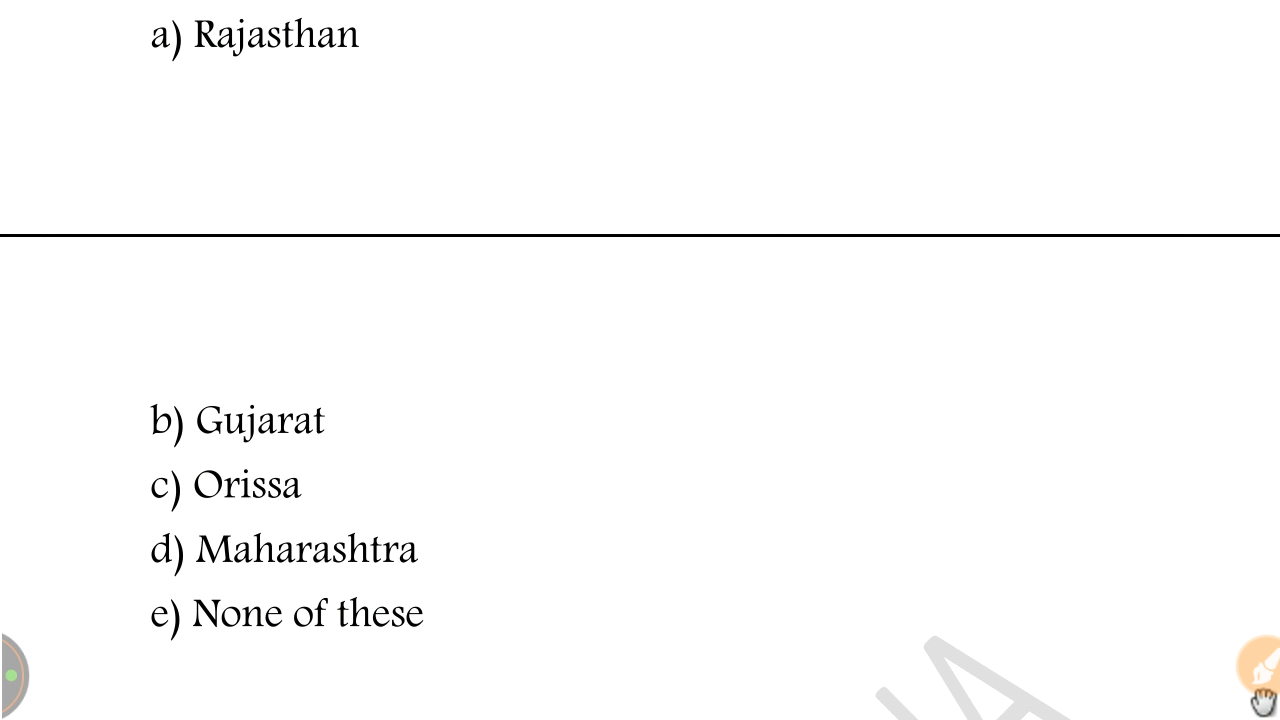 a) Rajasthan
b) Gujarat
c) Orissa
d) Maharashtra
e) None of these